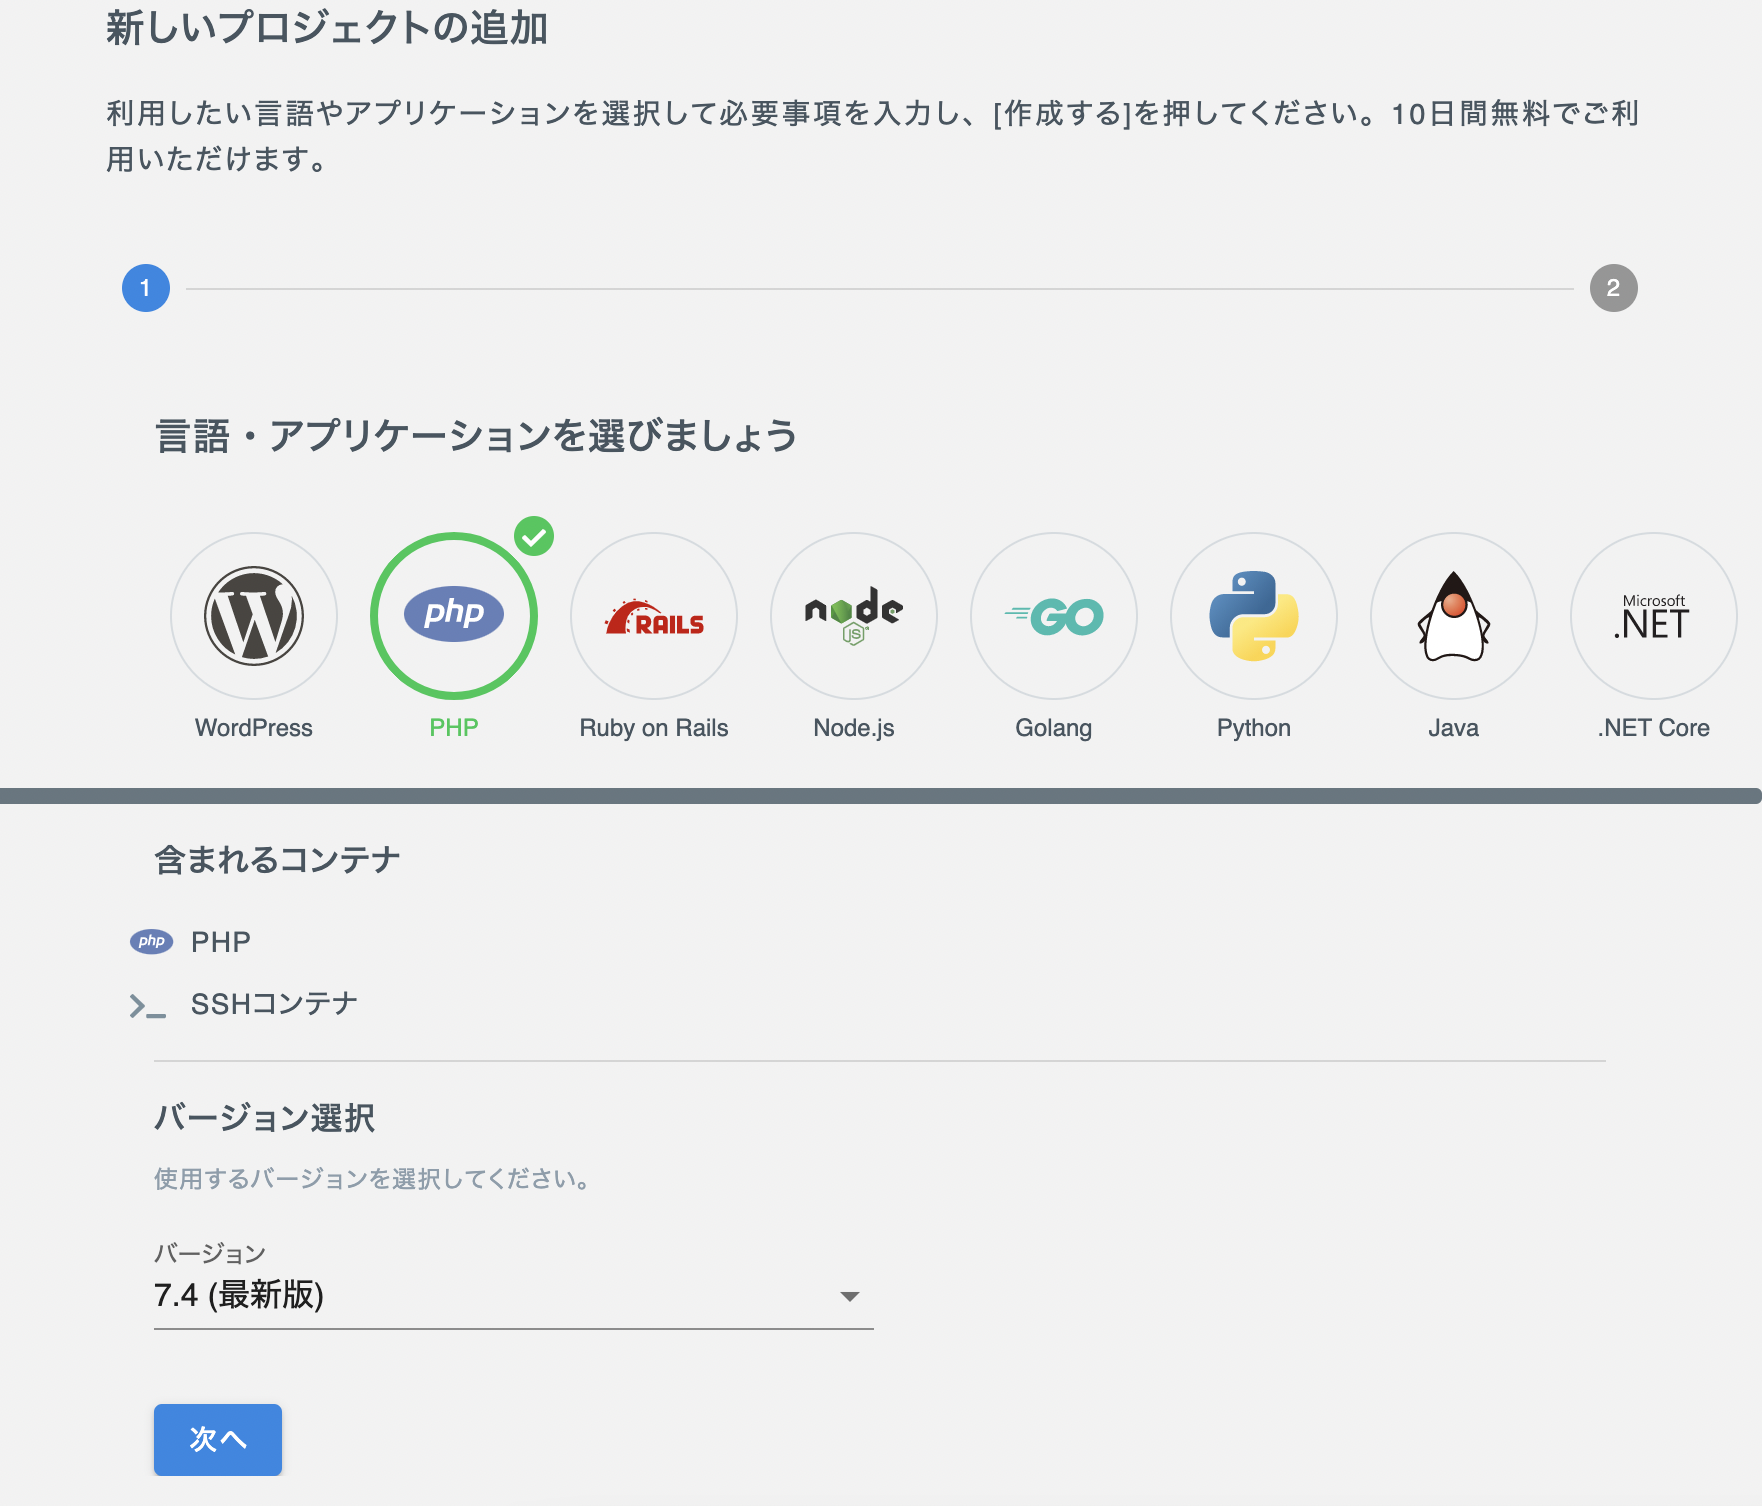 新しいプロジェクトの追加
利用したい言語やアプリケーションを選択して必要事項を入力し、[作成する]を押してください。10日間無料でご利
用いただけます。
1
2
言語・アプリケーションを選びましょう
php
RAILS
node
JS
GO
Microsoft
.NET
WordPress
PHP
Ruby on Rails
Node.js
Golang
Python
Java
.NET Core
含まれるコンテナ
php PHP
SSHコンテナ
バージョン選択
使用するバージョンを選択してください。
バージョン
7.4 (最新版)
次へ